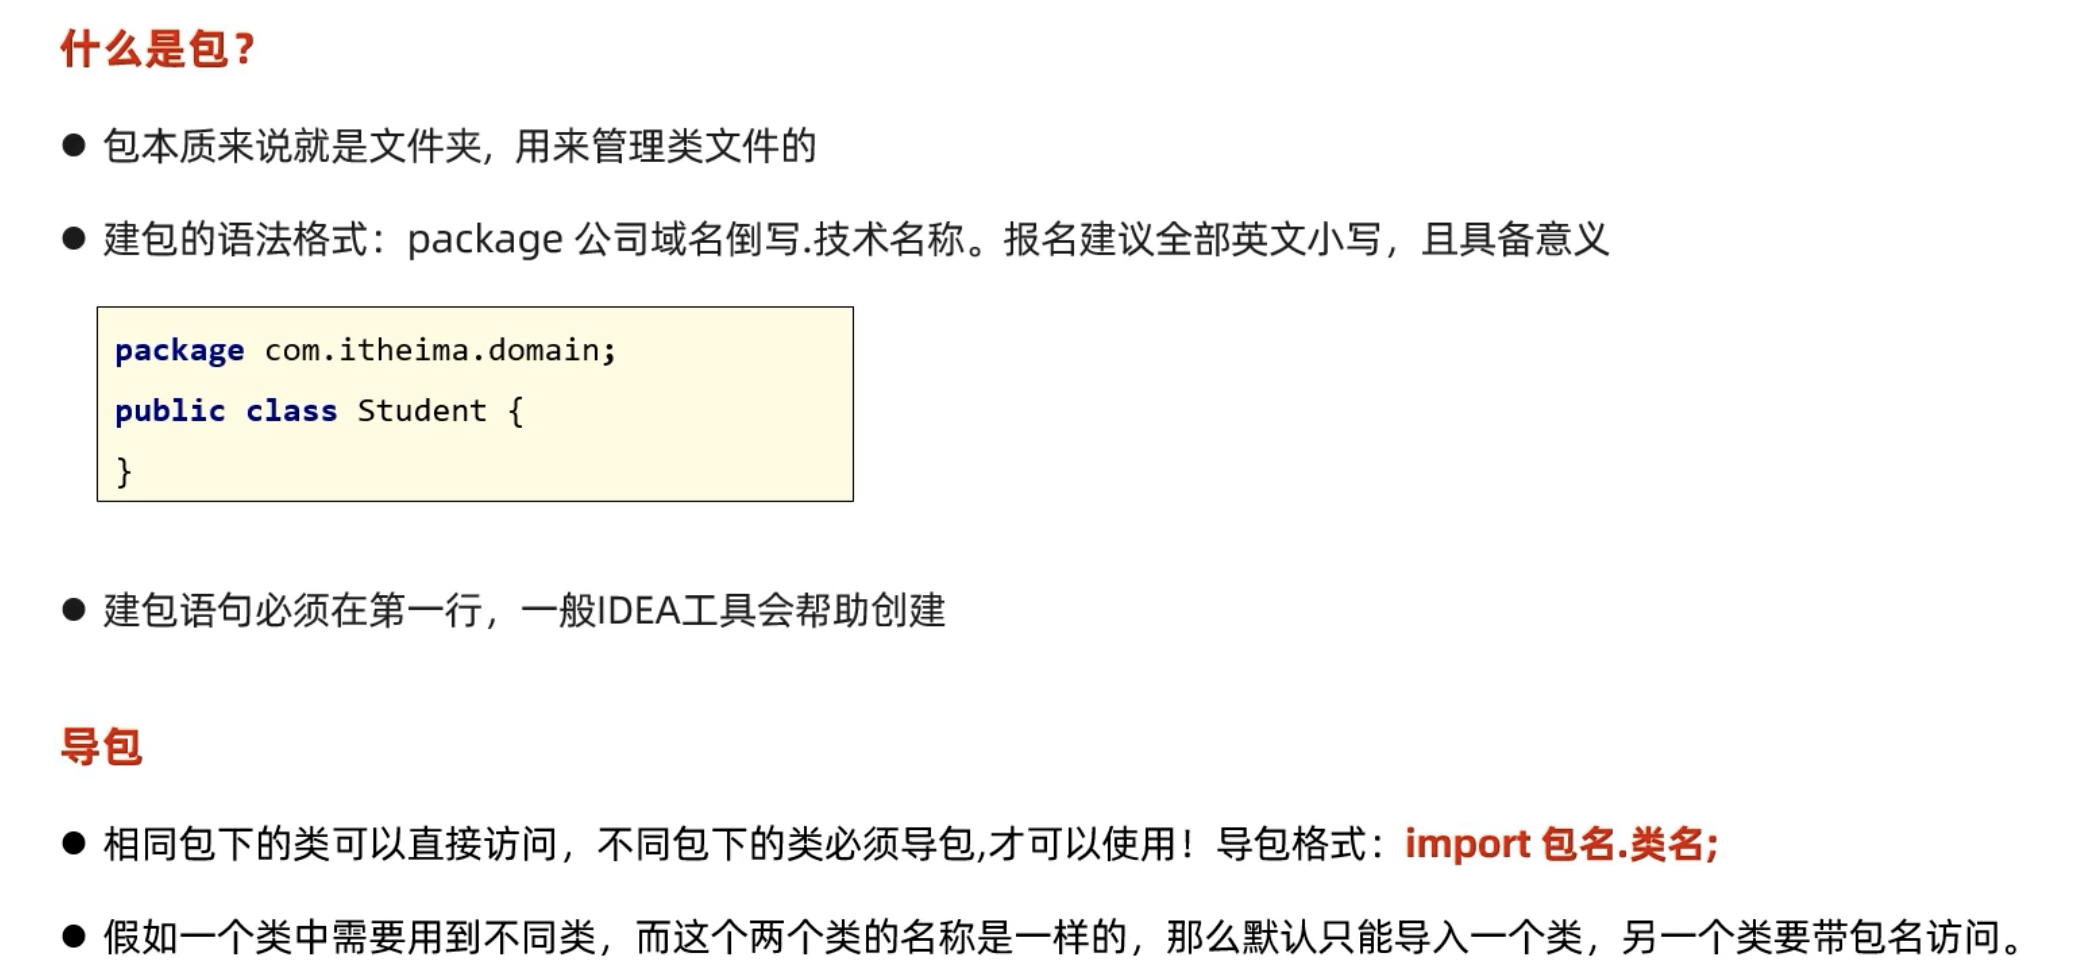 什么是包?
● 包本质来说就是文件夹, 用来管理类文件的
● 建包的语法格式：package 公司域名倒写.技术名称。报名建议全部英文小写，且具备意义
package com.itheima.domain;
public class Student {
}
● 建包语句必须在第一行，一般IDEA工具会帮助创建
导包
● 相同包下的类可以直接访问，不同包下的类必须导包,才可以使用！导包格式：import 包名.类名;
● 假如一个类中需要用到不同类，而这个两个类的名称是一样的，那么默认只能导入一个类，另一个类要带包名访问。